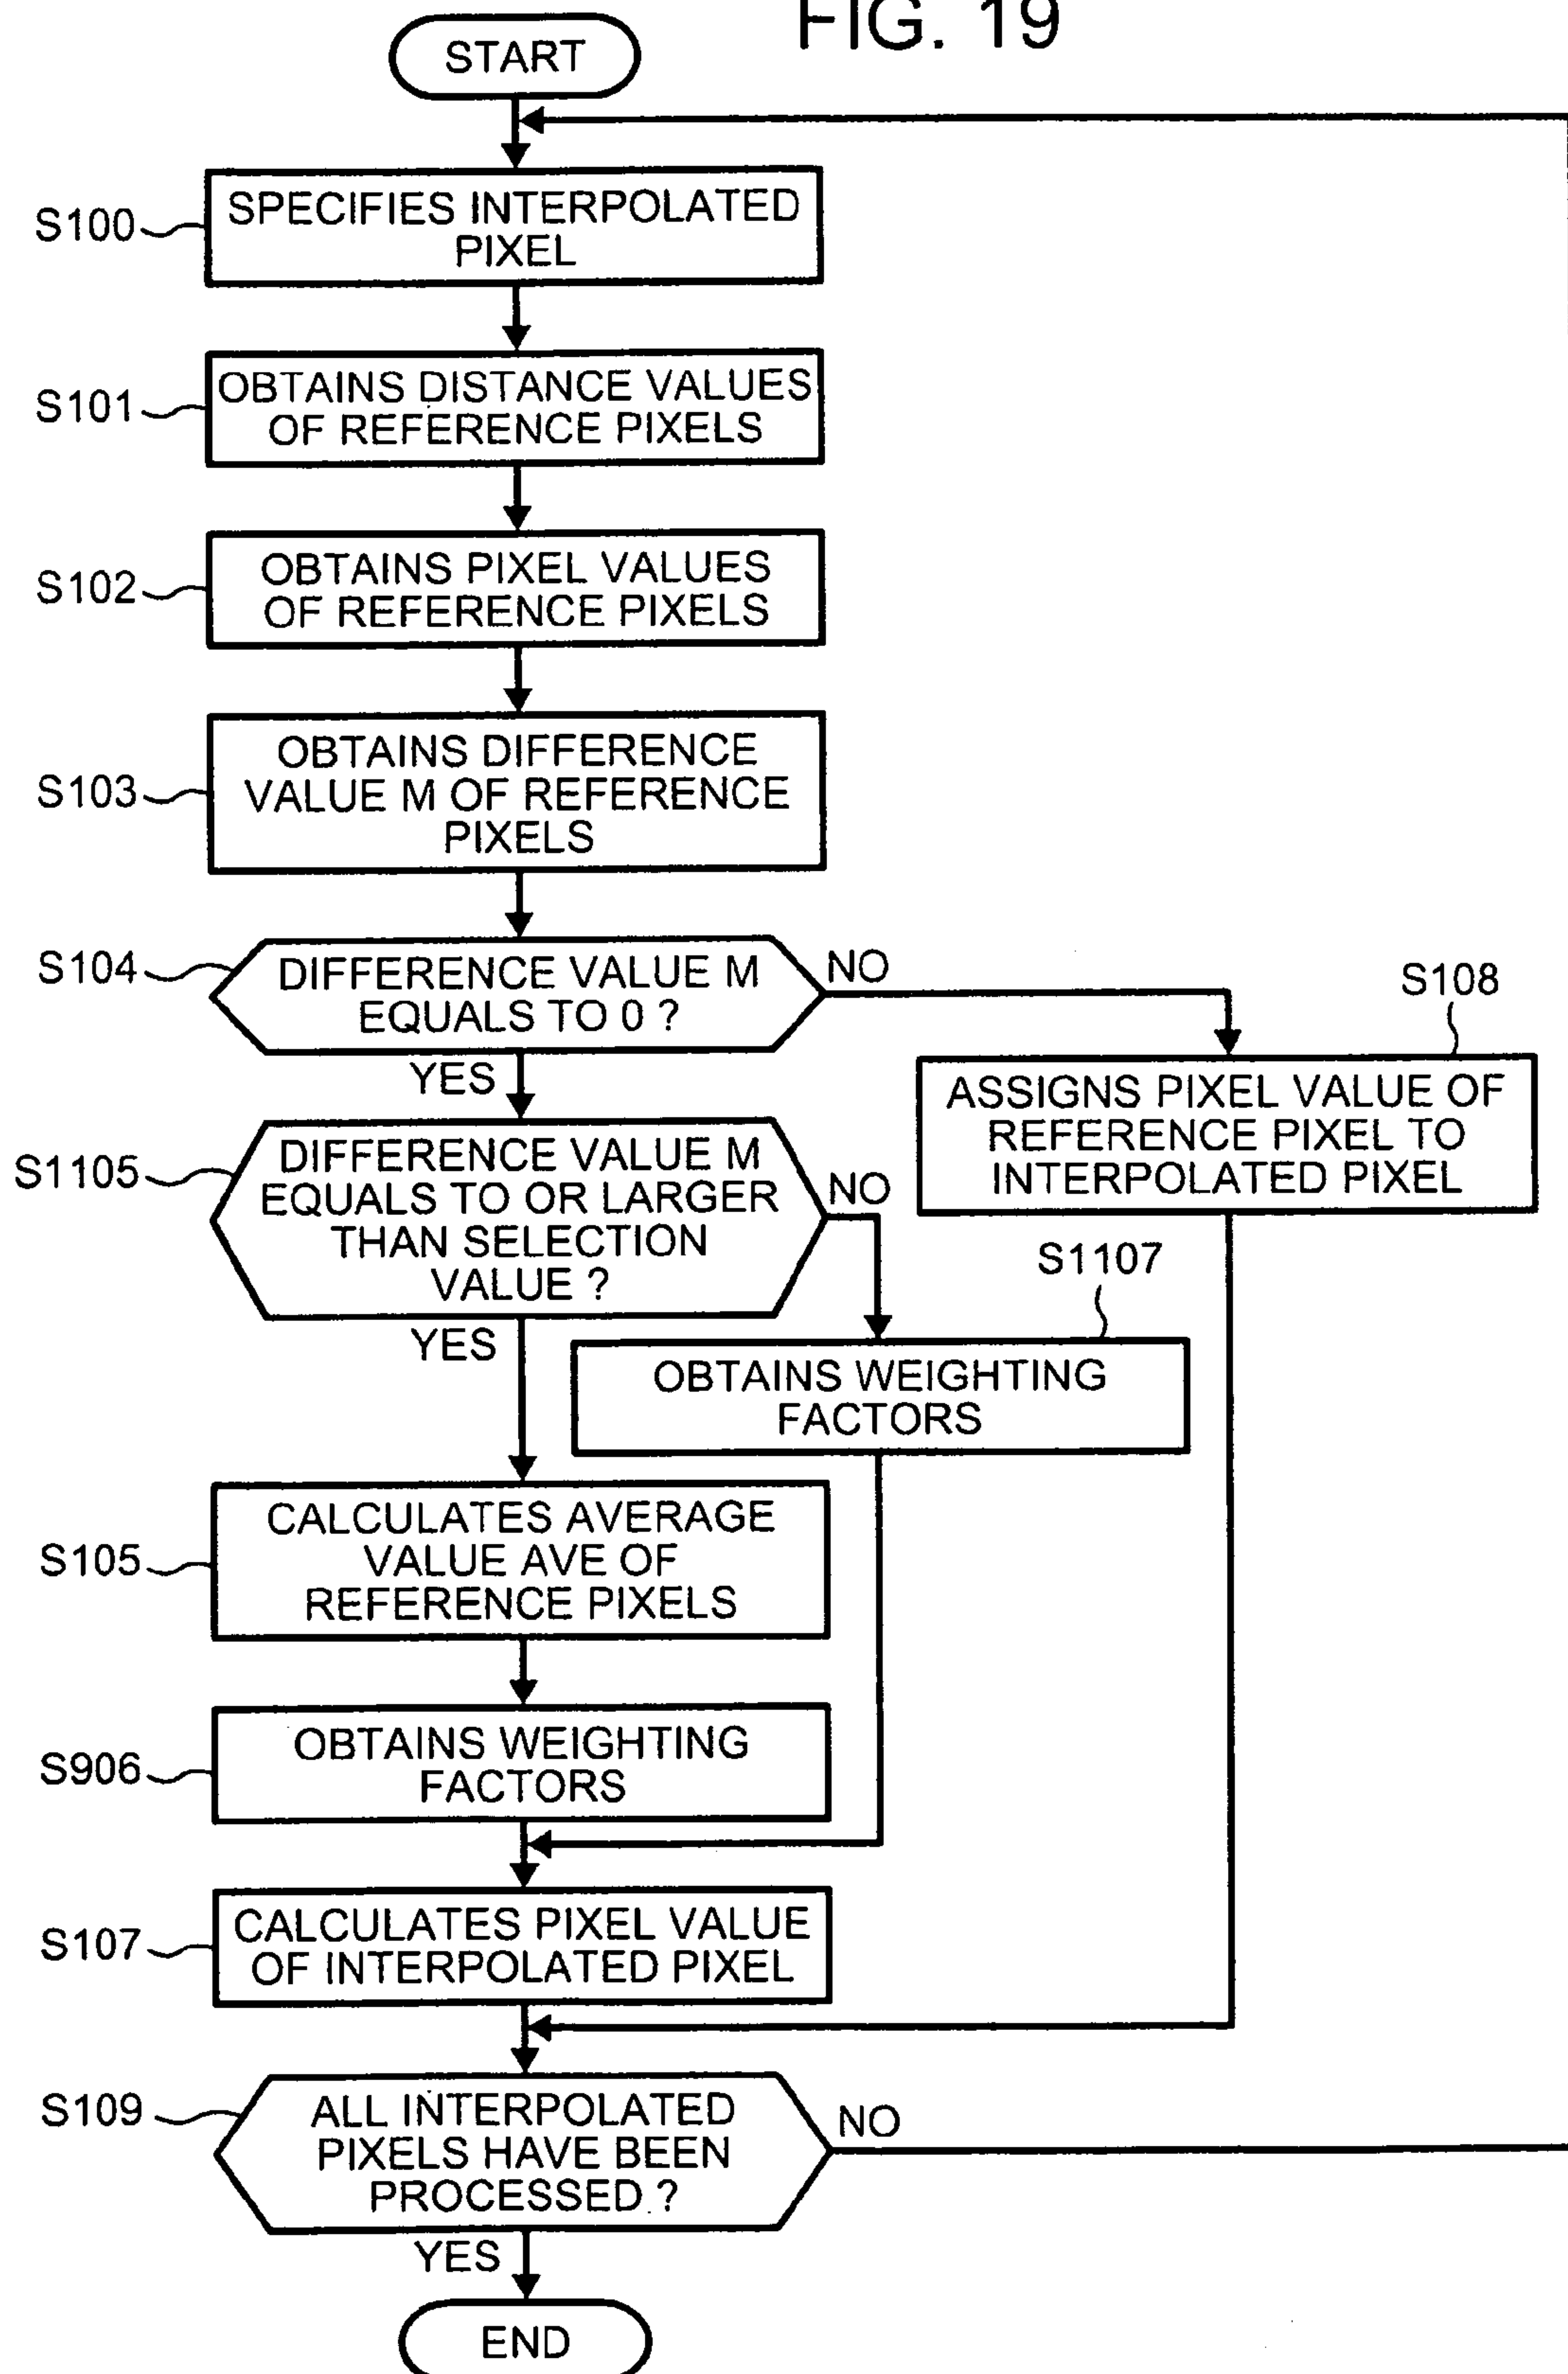 FIG. 19
START
S100
SPECIFIES INTERPOLATED
PIXEL
S101
OBTAINS DISTANCE VALUES
OF REFERENCE PIXELS
S102
OBTAINS PIXEL VALUES
OF REFERENCE PIXELS
S103
OBTAINS DIFFERENCE
VALUE M OF REFERENCE
PIXELS
S104
DIFFERENCE VALUE M
EQUALS TO 0 ?
NO
YES
S108
ASSIGNS PIXEL VALUE OF
REFERENCE PIXEL TO
INTERPOLATED PIXEL
S1105
DIFFERENCE VALUE M
EQUALS TO OR LARGER
THAN SELECTION
VALUE ?
NO
YES
S1107
OBTAINS WEIGHTING
FACTORS
S105
CALCULATES AVERAGE
VALUE AVE OF
REFERENCE PIXELS
S906
OBTAINS WEIGHTING
FACTORS
S107
CALCULATES PIXEL VALUE
OF INTERPOLATED PIXEL
S109
ALL INTERPOLATED
PIXELS HAVE BEEN
PROCESSED ?
NO
YES
END